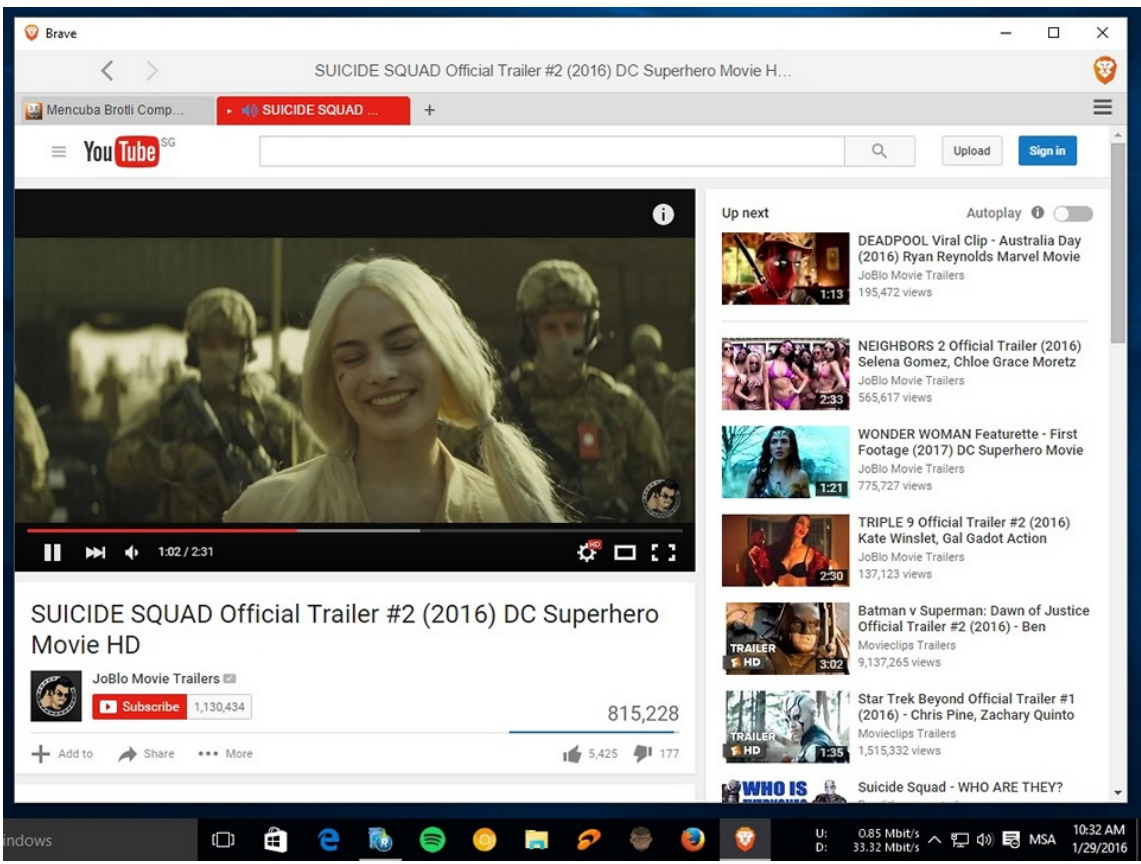 Brave
SUICIDE SQUAD Official Trailer #2 (2016) DC Superhero Movie H...
Mencuba Brotli Comp...
SUICIDE SQUAD ...
+
YouTube SG
Upload
Sign in
Up next
Autoplay
DEADPOOL Viral Clip - Australia Day
(2016) Ryan Reynolds Marvel Movie
JoBlo Movie Trailers
195,472 views
1:13
NEIGHBORS 2 Official Trailer (2016)
Selena Gomez, Chloe Grace Moretz
JoBlo Movie Trailers
565,617 views
2:33
WONDER WOMAN Featurette - First
Footage (2017) DC Superhero Movie
JoBlo Movie Trailers
775,727 views
1:21
TRIPLE 9 Official Trailer #2 (2016)
Kate Winslet, Gal Gadot Action
JoBlo Movie Trailers
137,123 views
2:30
Batman v Superman: Dawn of Justice
Official Trailer #2 (2016) - Ben
Movieclips Trailers
9,137,265 views
TRAILER
HD
3:02
Star Trek Beyond Official Trailer #1
(2016) - Chris Pine, Zachary Quinto
Movieclips Trailers
1,515,332 views
TRAILER
HD
1:35
Suicide Squad - WHO ARE THEY?
WHO IS
1:02 / 2:31
HD
SUICIDE SQUAD Official Trailer #2 (2016) DC Superhero
Movie HD
JoBlo Movie Trailers
Subscribe 1,130,434
815,228
Add to
Share
More
5,425
177
indows
U: 0.85 Mbit/s
D: 33.32 Mbit/s
MSA
10:32 AM
1/29/2016